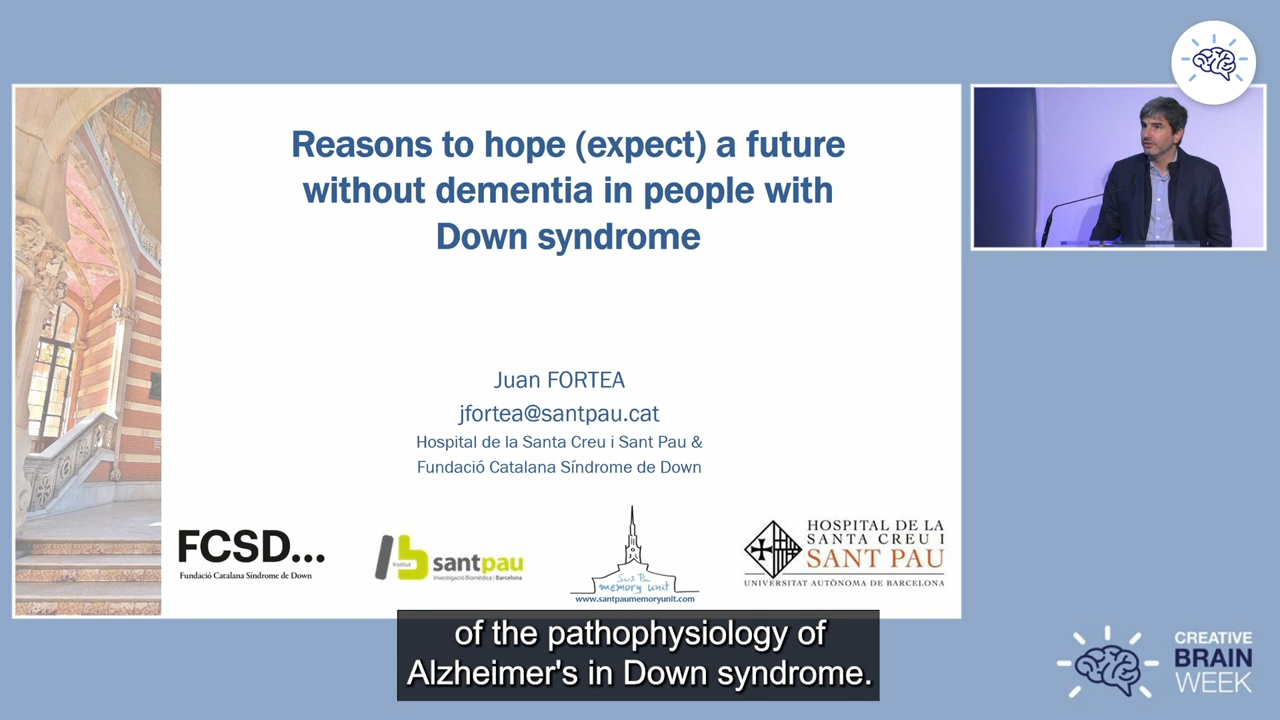 Reasons to hope (expect) a future
without dementia in people with
Down syndrome
Juan FORTEA
jfortea@santpau.cat
Hospital de la Santa Creu i Sant Pau &
Fundació Catalana Síndrome de Down
FCSD...
Fundació Catalana Síndrome de Down
Institut
santpau
Investigació Biomèdica | Barcelona
Sant Pau
memory unit
www.santpaumemoryunit.com
HOSPITAL DE LA
SANTA CREU I
SANT PAU
UNIVERSITAT AUTÒNOMA DE BARCELONA
of the pathophysiology of
Alzheimer's in Down syndrome.
CREATIVE
BRAIN
WEEK